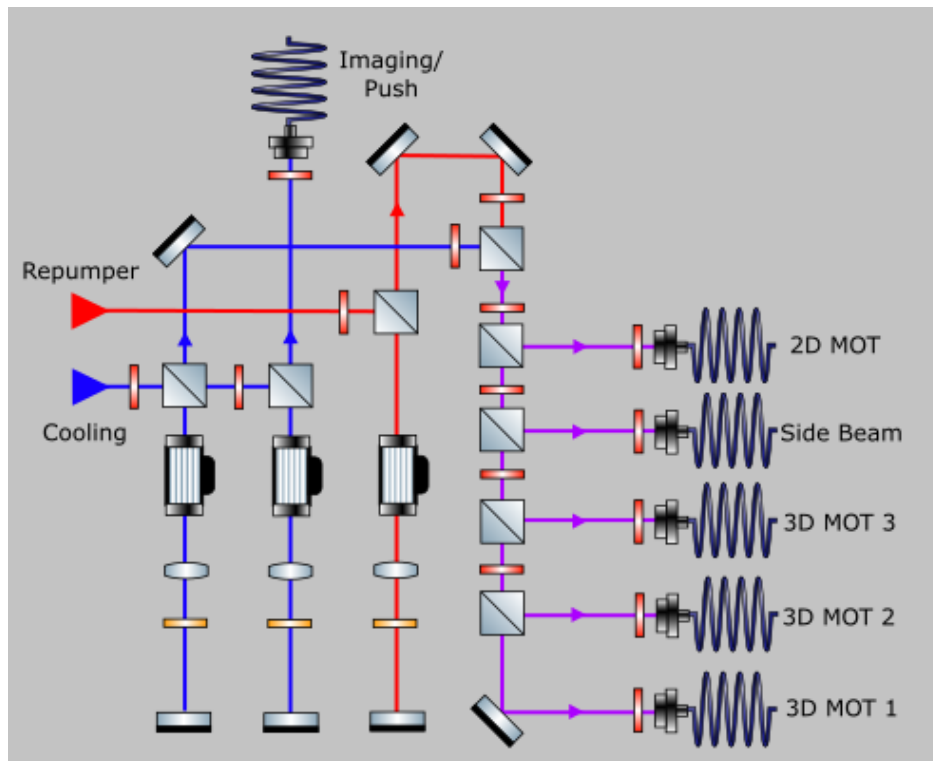 Imaging/
Push
Repumper
Cooling
2D MOT
Side Beam
3D MOT 3
3D MOT 2
3D MOT 1